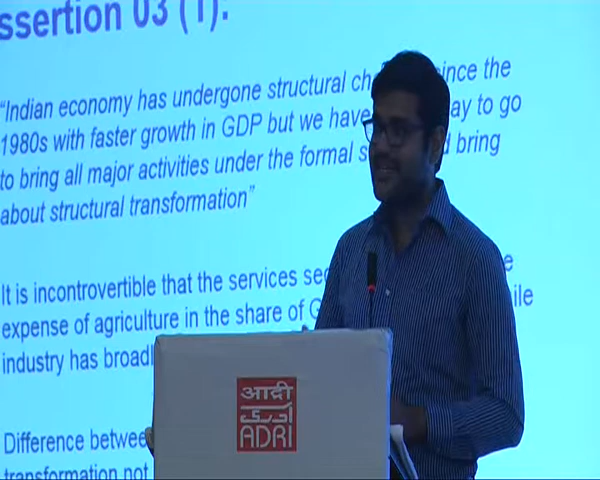 ssertion 03 (1):
"Indian economy has undergone structural ch since the
1980s with faster growth in GDP but we have ay to go
to bring all major activities under the formal s d bring
about structural transformation"
It is incontrovertible that the services sec e
expense of agriculture in the share of G ile
industry has broadl
Difference betwee
transformation not
आद्री
ADRI